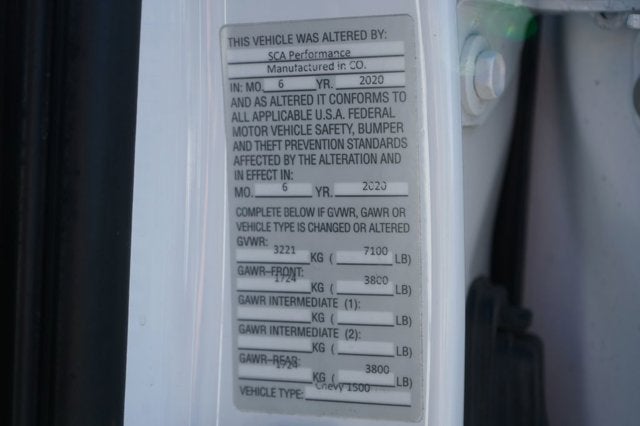 THIS VEHICLE WAS ALTERED BY:
SCA Performance
Manufactured in CO.
IN: MO. 6 YR. 2020
AND AS ALTERED IT CONFORMS TO
ALL APPLICABLE U.S.A. FEDERAL
MOTOR VEHICLE SAFETY, BUMPER
AND THEFT PREVENTION STANDARDS
AFFECTED BY THE ALTERATION AND
IN EFFECT IN:
MO. 6 YR. 2020
COMPLETE BELOW IF GVWR, GAWR OR
VEHICLE TYPE IS CHANGED OR ALTERED
GVWR:
3221 KG ( 7100 LB)
GAWR-FRONT:
1724 KG ( 3800 LB)
GAWR INTERMEDIATE (1):
KG ( LB)
GAWR INTERMEDIATE (2):
KG ( LB)
GAWR-REAR:
1724 KG ( 3800 LB)
VEHICLE TYPE: Chevy 1500